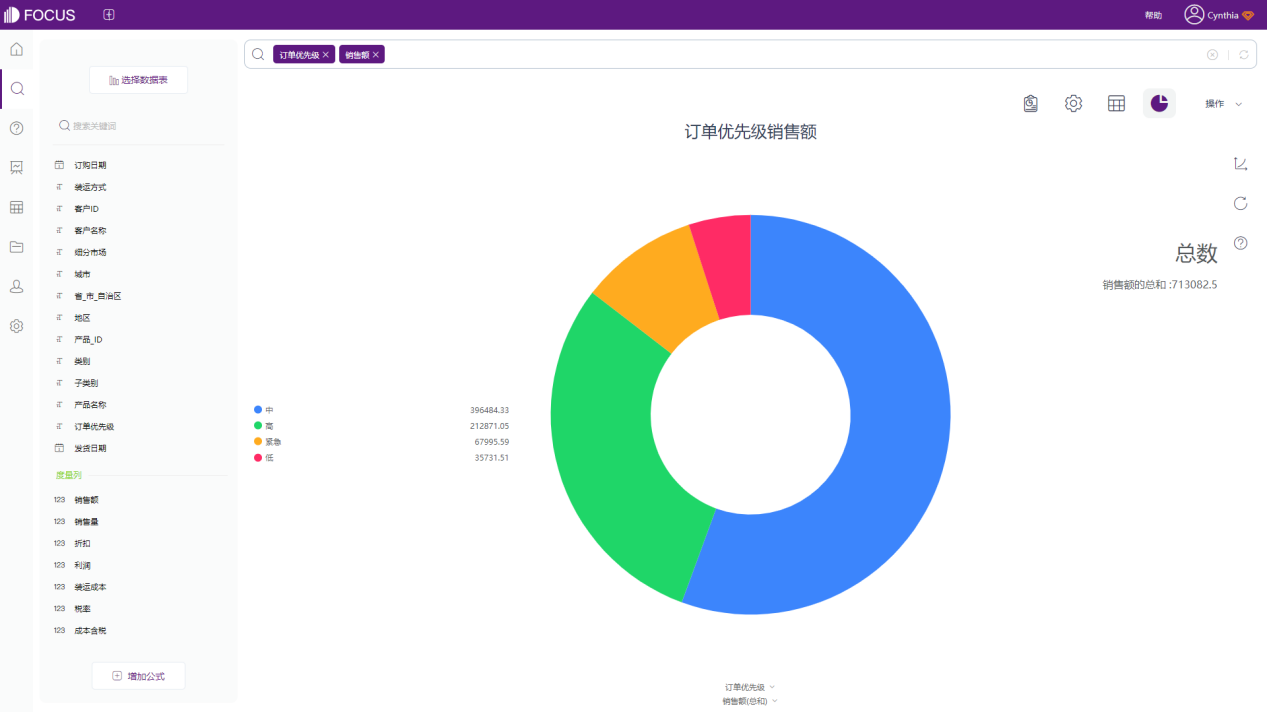 FOCUS
帮助
Cynthia
选择数据表
搜索关键词
订购日期
装运方式
客户ID
客户名称
细分市场
城市
省_市_自治区
地区
产品_ID
类别
子类别
产品名称
订单优先级
发货日期
度量列
123 销售额
123 销售量
123 折扣
123 利润
123 装运成本
123 税率
123 成本含税
增加公式
订单优先级 销售额
操作
订单优先级销售额
总数
销售额的总和 :713082.5
中 396484.33
高 212871.05
紧急 67995.59
低 35731.51
订单优先级
销售额(总和)